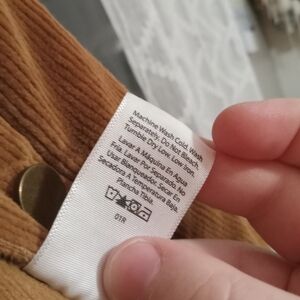 Machine Wash Cold. Wash
Separately. Do Not Bleach.
Tumble Dry Low. Low Iron.
Lavar A Máquina En Agua
Fría. Lavar Por Separado. No
Usar Blanqueador. Secar En
Secadora A Temperatura Baja.
Plancha Tibia.
01R